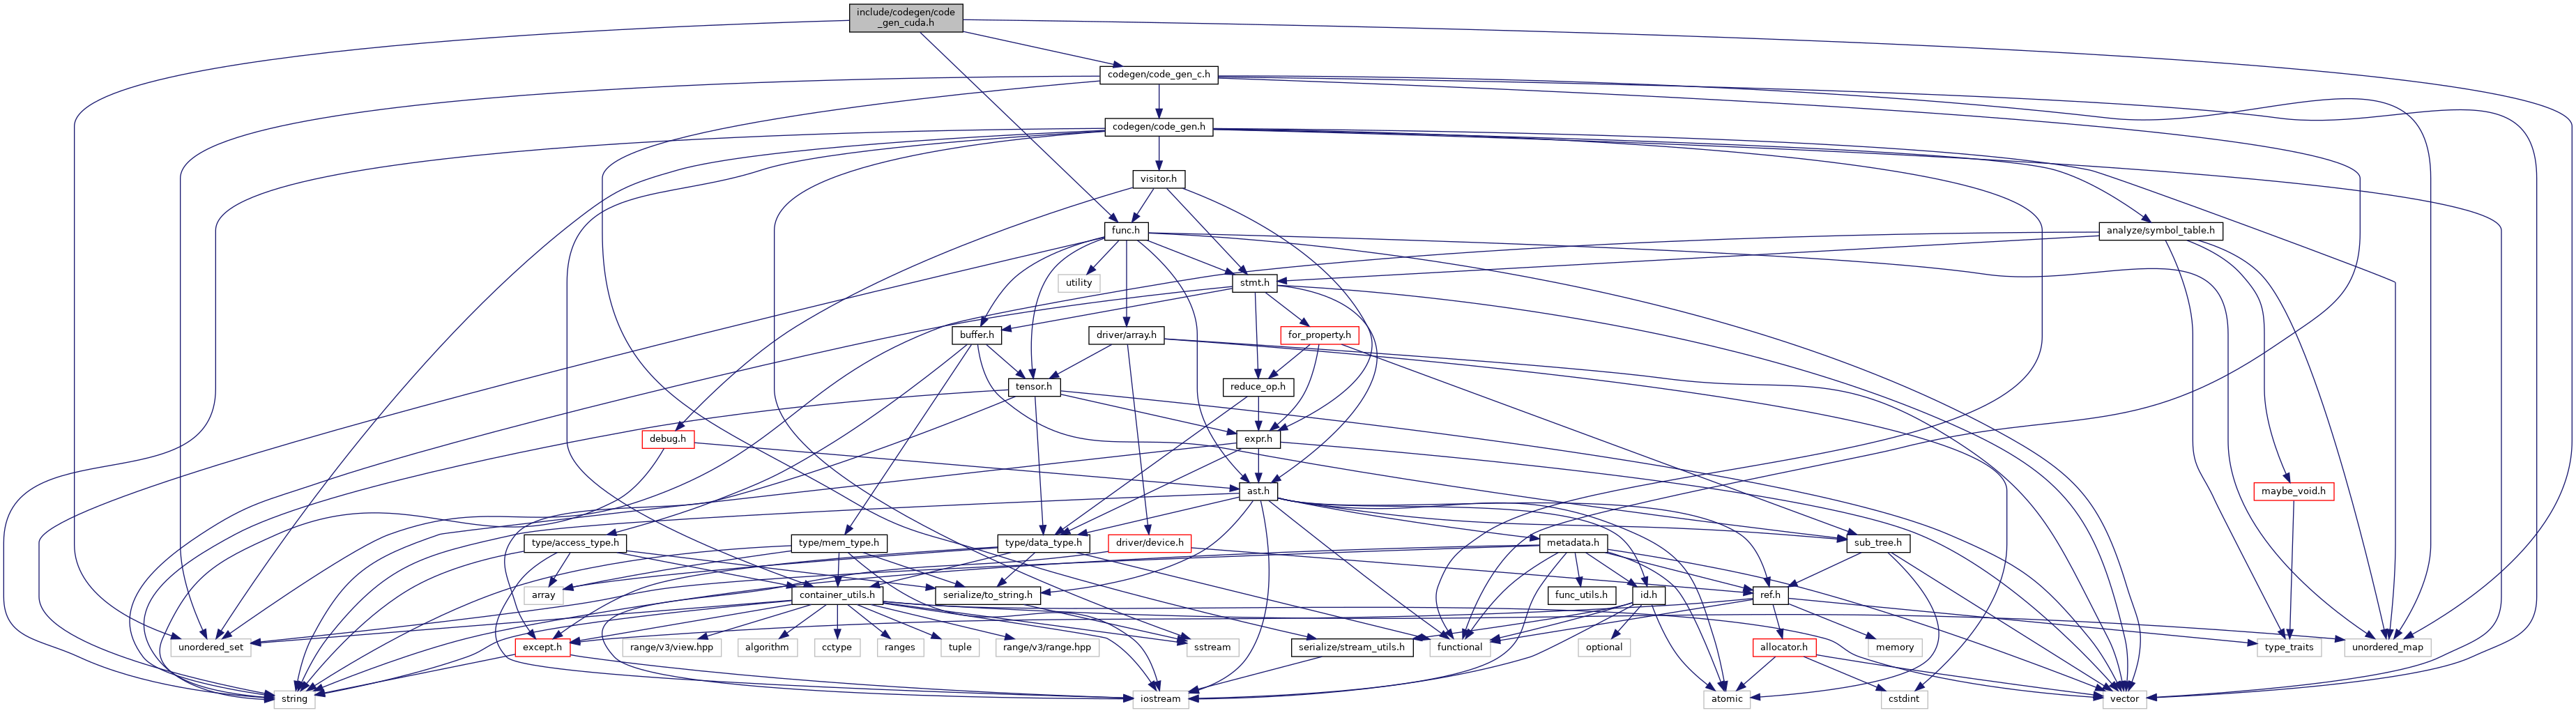 include/codegen/code
_gen_cuda.h
codegen/code_gen_c.h
codegen/code_gen.h
visitor.h
func.h
analyze/symbol_table.h
utility
stmt.h
buffer.h
driver/array.h
for_property.h
tensor.h
reduce_op.h
debug.h
expr.h
ast.h
maybe_void.h
type/access_type.h
type/mem_type.h
type/data_type.h
driver/device.h
metadata.h
sub_tree.h
array
container_utils.h
serialize/to_string.h
func_utils.h
id.h
ref.h
unordered_set
except.h
range/v3/view.hpp
algorithm
cctype
ranges
tuple
range/v3/range.hpp
sstream
serialize/stream_utils.h
functional
optional
allocator.h
memory
type_traits
unordered_map
string
iostream
atomic
cstdint
vector